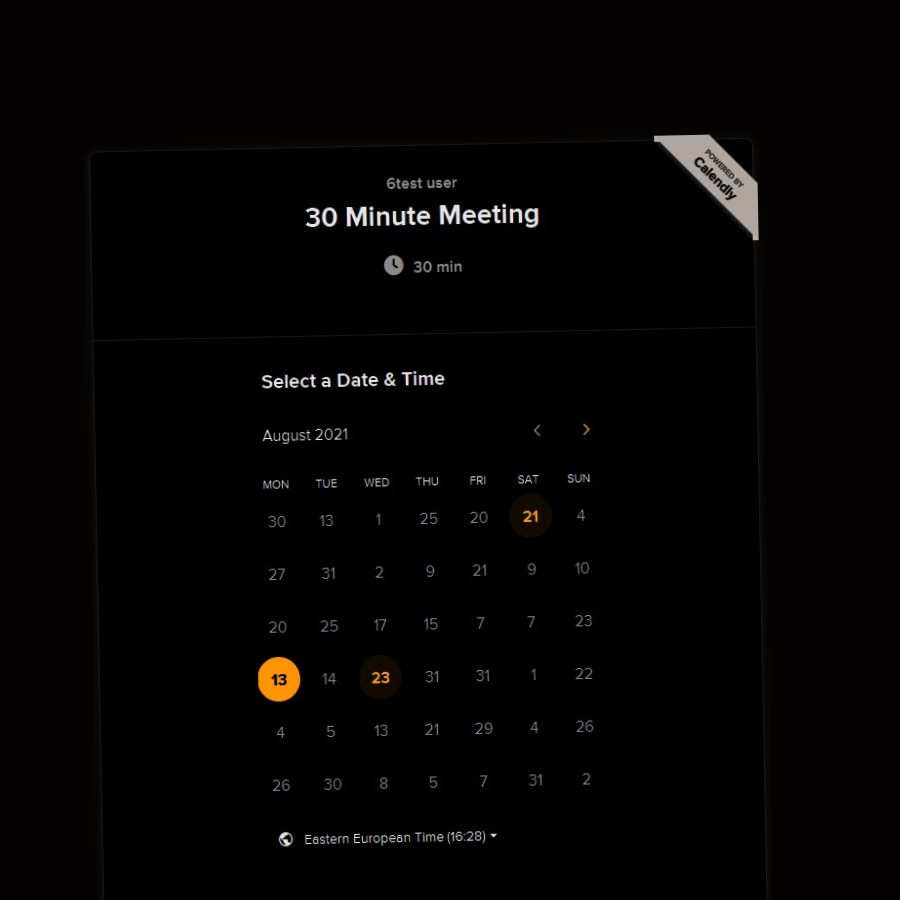 POWERED BY
Calendly
6test user
30 Minute Meeting
30 min
Select a Date & Time
August 2021
MON TUE WED THU FRI SAT SUN
30 13 1 25 20 21 4
27 31 2 9 21 9 10
20 25 17 15 7 7 23
13 14 23 31 31 1 22
4 5 13 21 29 4 26
26 30 8 5 7 31 2
Eastern European Time (16:28)